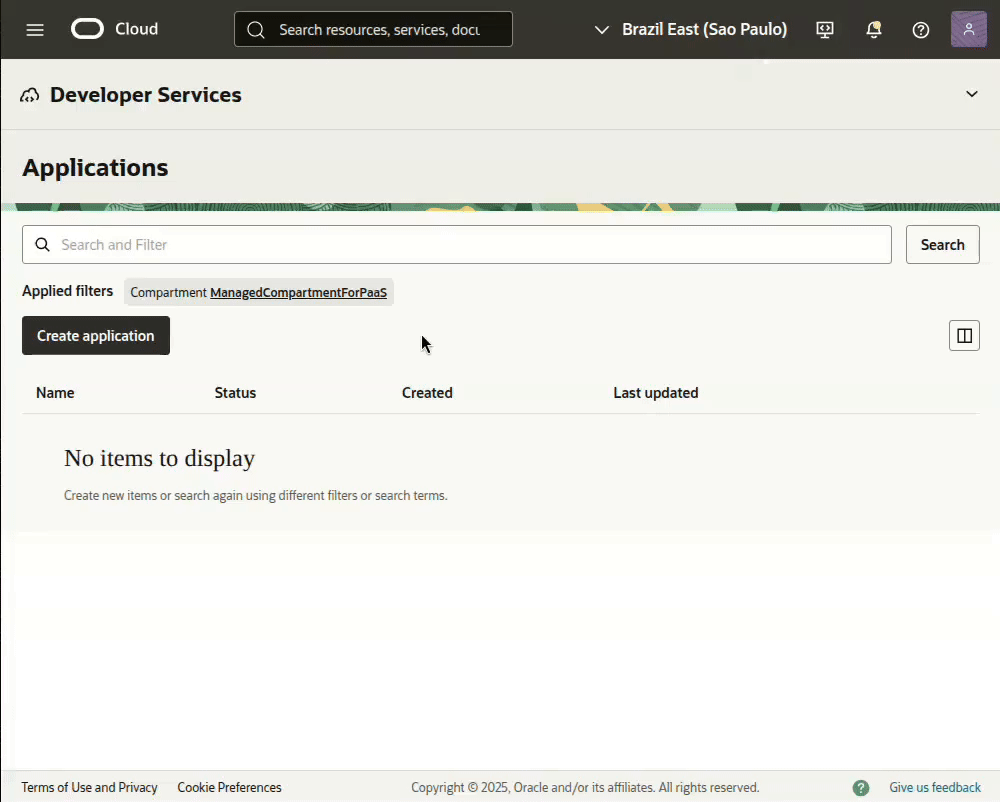 Cloud
Search resources, services, docu
Brazil East (Sao Paulo)
Developer Services
Applications
Search and Filter
Search
Applied filters
Compartment ManagedCompartmentForPaaS
Create application
Name Status Created Last updated
No items to display
Create new items or search again using different filters or search terms.
Terms of Use and Privacy Cookie Preferences Copyright © 2025, Oracle and/or its affiliates. All rights reserved. ? Give us feedback